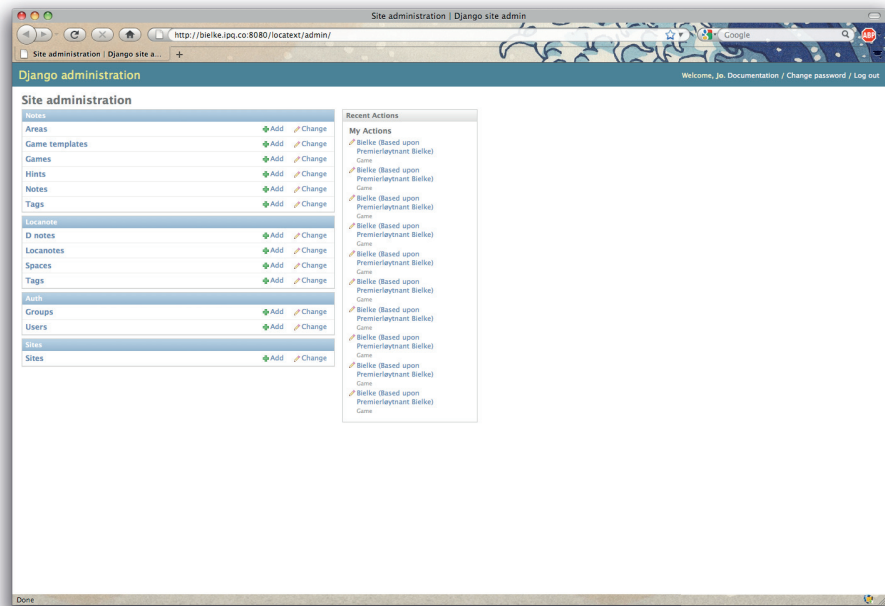 Site administration | Django site admin
http://bielke.ipq.co:8080/locatext/admin/
Google
ABP
Site administration | Django site a...
+
Django administration
Welcome, Jo. Documentation / Change password / Log out
Site administration
Notes
Areas Add Change
Game templates Add Change
Games Add Change
Hints Add Change
Notes Add Change
Tags Add Change
Locanote
D notes Add Change
Locanotes Add Change
Spaces Add Change
Tags Add Change
Auth
Groups Add Change
Users Add Change
Sites
Sites Add Change
Recent Actions
My Actions
Bielke (Based upon
Premierløytnant Bielke)
Game
Bielke (Based upon
Premierløytnant Bielke)
Game
Bielke (Based upon
Premierløytnant Bielke)
Game
Bielke (Based upon
Premierløytnant Bielke)
Game
Bielke (Based upon
Premierløytnant Bielke)
Game
Bielke (Based upon
Premierløytnant Bielke)
Game
Bielke (Based upon
Premierløytnant Bielke)
Game
Bielke (Based upon
Premierløytnant Bielke)
Game
Bielke (Based upon
Premierløytnant Bielke)
Game
Bielke (Based upon
Premierløytnant Bielke)
Game
Done